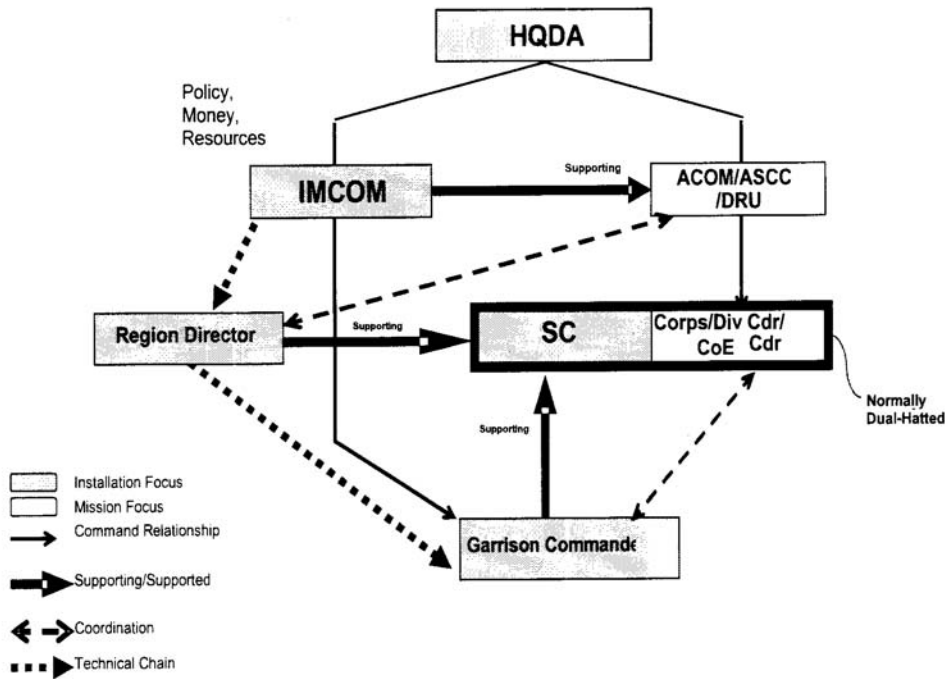 HQDA
Policy,
Money,
Resources
Supporting
IMCOM
ACOM/ASCC
/DRU
Region Director
Supporting
SC
Corps/Div Cdr/
CoE Cdr
Normally
Dual-Hatted
Supporting
Installation Focus
Mission Focus
Command Relationship
Garrison Commande
Supporting/Supported
Coordination
Technical Chain